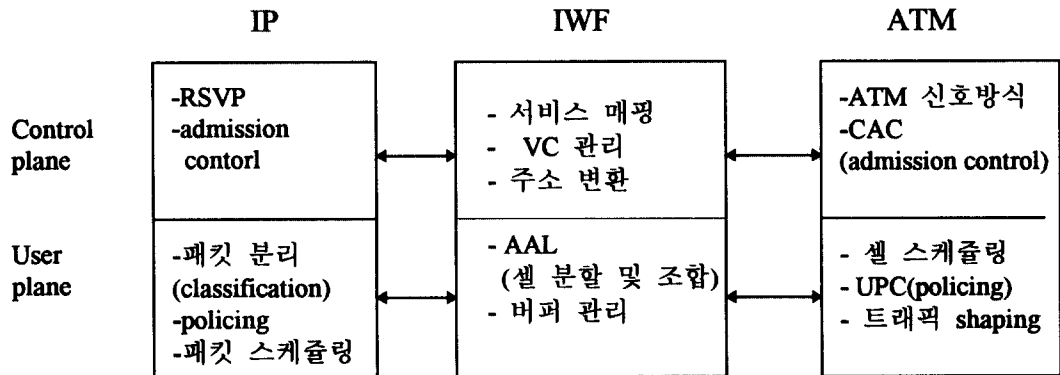 IP
IWF
ATM
Control
plane
-RSVP
-admission
contorl
- 서비스 매핑
- VC 관리
- 주소 변환
-ATM 신호방식
-CAC
(admission control)
User
plane
-패킷 분리
(classification)
-policing
-패킷 스케쥴링
- AAL
(셀 분할 및 조합)
- 버퍼 관리
- 셀 스케쥴링
- UPC(policing)
- 트래픽 shaping